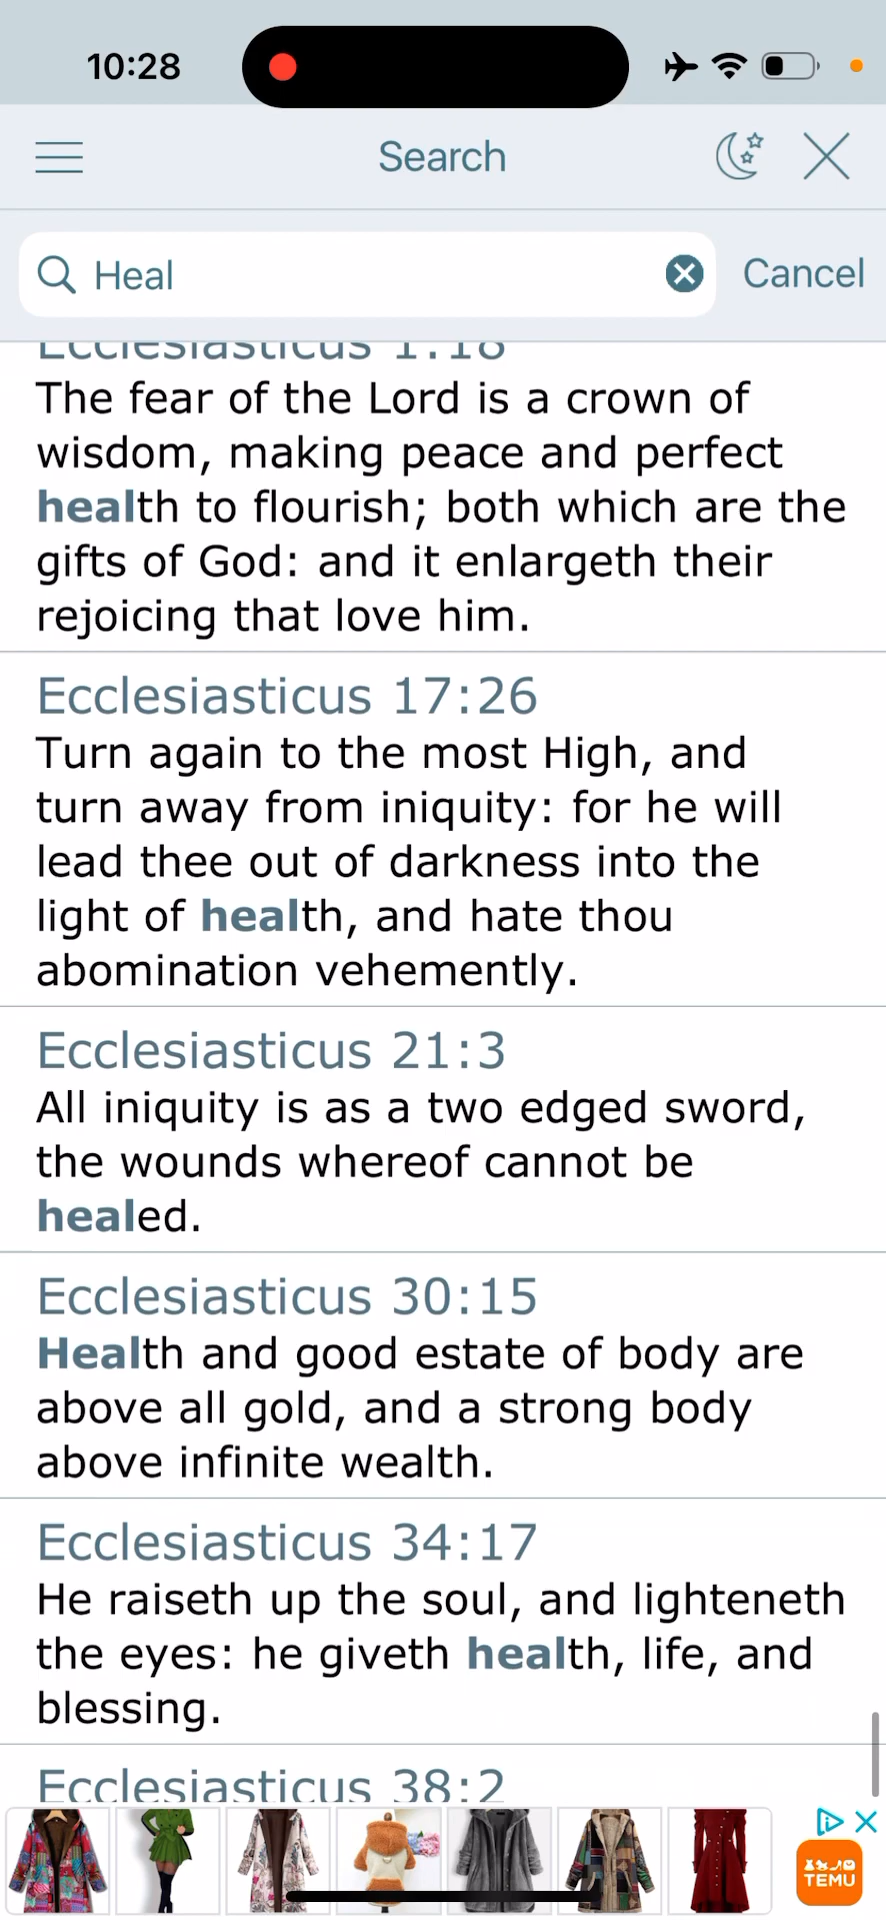 10:28
Search
Heal
Cancel
Ecclesiasticus 1:18
The fear of the Lord is a crown of
wisdom, making peace and perfect
health to flourish; both which are the
gifts of God: and it enlargeth their
rejoicing that love him.
Ecclesiasticus 17:26
Turn again to the most High, and
turn away from iniquity: for he will
lead thee out of darkness into the
light of health, and hate thou
abomination vehemently.
Ecclesiasticus 21:3
All iniquity is as a two edged sword,
the wounds whereof cannot be
healed.
Ecclesiasticus 30:15
Health and good estate of body are
above all gold, and a strong body
above infinite wealth.
Ecclesiasticus 34:17
He raiseth up the soul, and lighteneth
the eyes: he giveth health, life, and
blessing.
Ecclesiasticus 38:2
TEMU